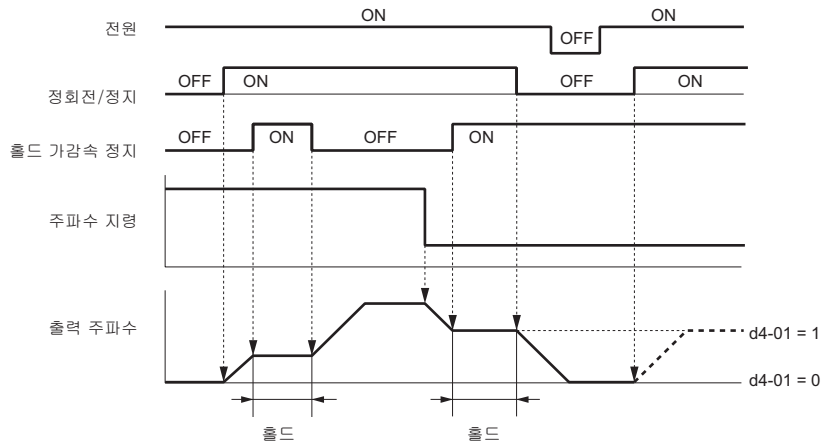 전원
ON
OFF
ON
정회전/정지
OFF
ON
OFF
ON
홀드 가감속 정지
OFF
ON
OFF
ON
주파수 지령
출력 주파수
d4-01 = 1
d4-01 = 0
홀드
홀드